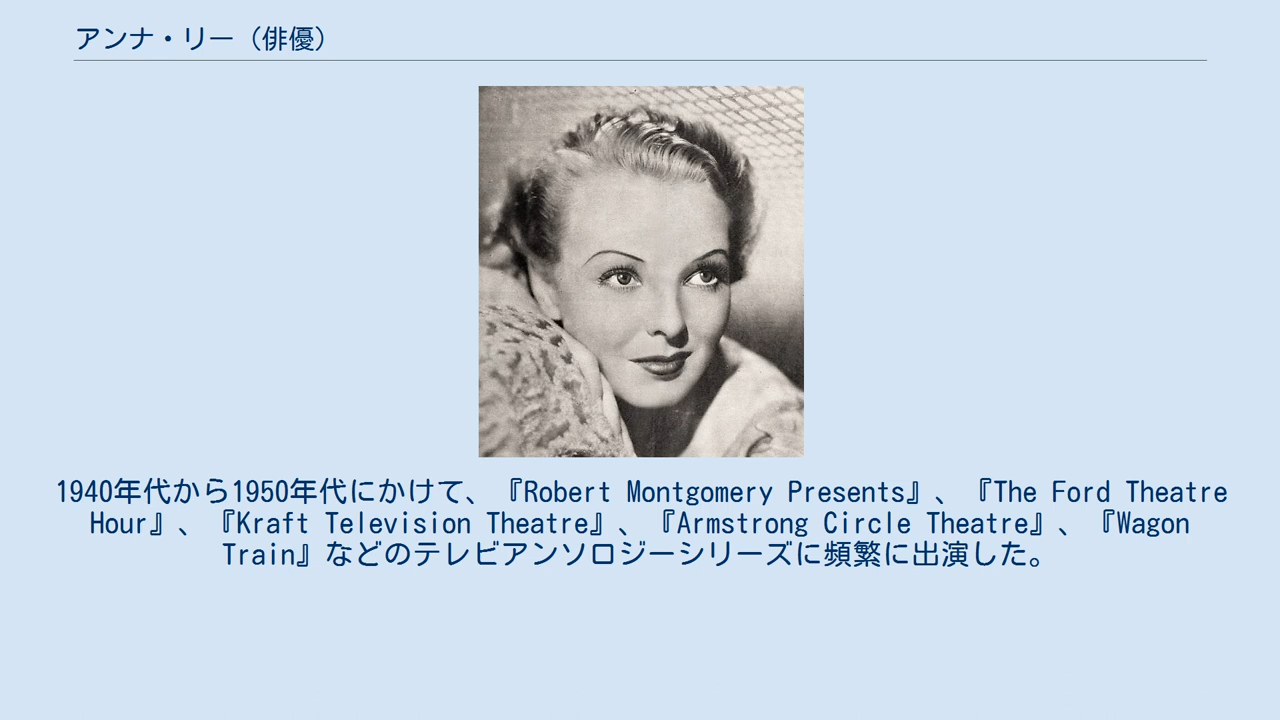 アンナ・リー（俳優）
1940年代から1950年代にかけて、『Robert Montgomery Presents』、『The Ford Theatre
Hour』、『Kraft Television Theatre』、『Armstrong Circle Theatre』、『Wagon
Train』などのテレビアンソロジーシリーズに頻繁に出演した。